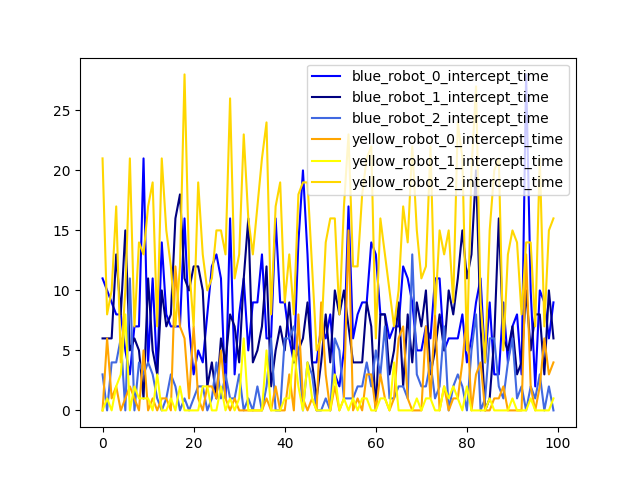 blue_robot_0_intercept_time
blue_robot_1_intercept_time
blue_robot_2_intercept_time
yellow_robot_0_intercept_time
yellow_robot_1_intercept_time
yellow_robot_2_intercept_time
25
20
15
10
5
0
0 20 40 60 80 100